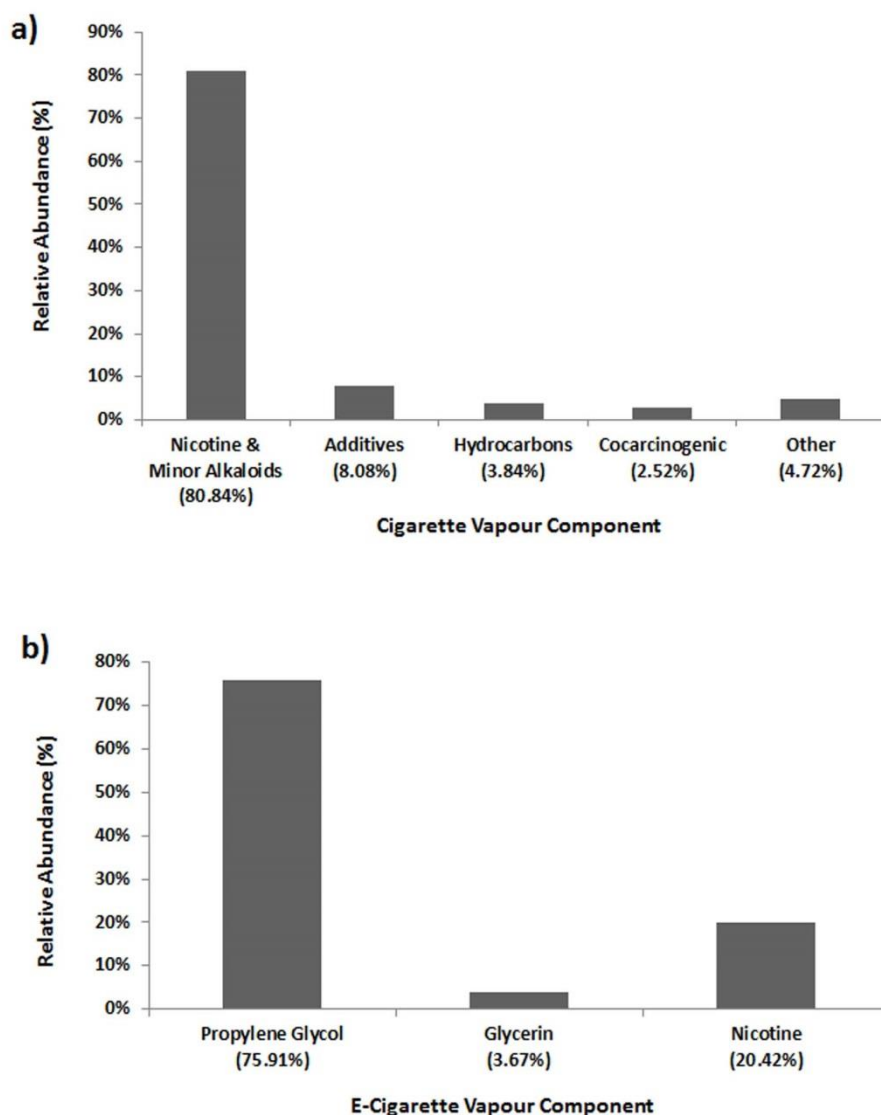 a)
90%
80%
70%
60%
50%
40%
30%
20%
10%
0%
Relative Abundance (%)
Nicotine & Minor Alkaloids (80.84%)
Additives (8.08%)
Hydrocarbons (3.84%)
Cocarcinogenic (2.52%)
Other (4.72%)
Cigarette Vapour Component
b)
80%
70%
60%
50%
40%
30%
20%
10%
0%
Relative Abundance (%)
Propylene Glycol (75.91%)
Glycerin (3.67%)
Nicotine (20.42%)
E-Cigarette Vapour Component